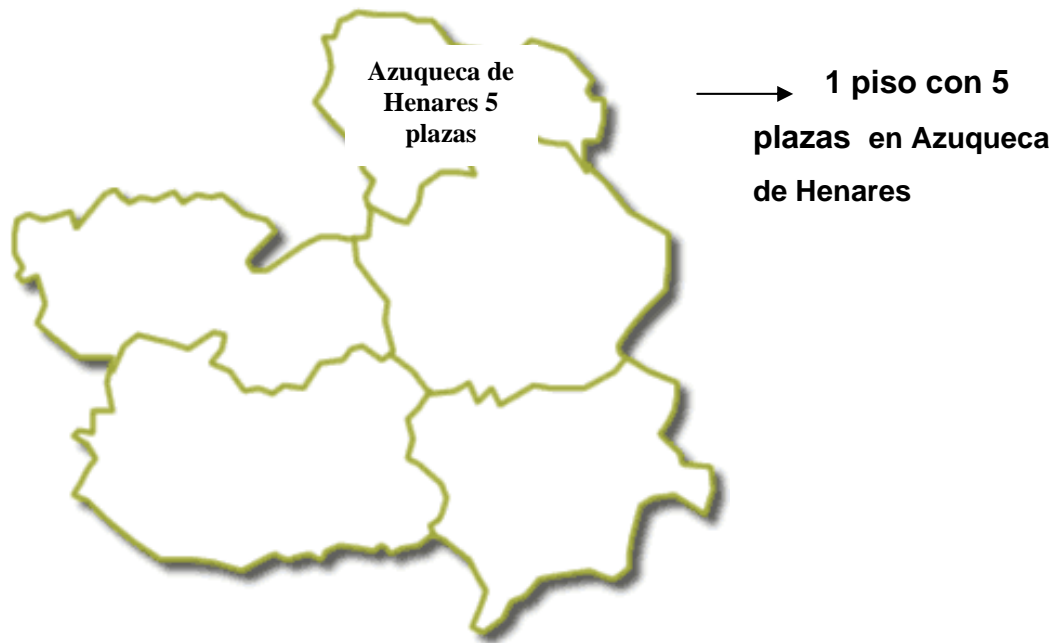 Azuqueca de
Henares 5
plazas
1 piso con 5
plazas en Azuqueca
de Henares